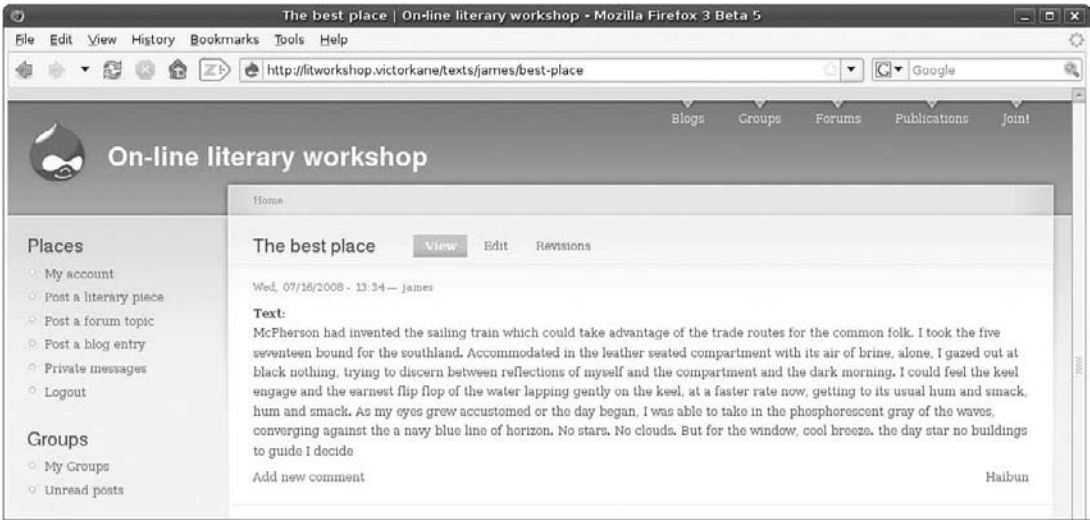 The best place | On-line literary workshop - Mozilla Firefox 3 Beta 5
File Edit View History Bookmarks Tools Help
http://litworkshop.victorkane/texts/james/best-place
Google
Blogs Groups Forums Publications Join!
On-line literary workshop
Home
Places
My account
Post a literary piece
Post a forum topic
Post a blog entry
Private messages
Logout
Groups
My Groups
Unread posts
The best place View Edit Revisions
Wed, 07/16/2008 - 13:34 — james
Text:
McPherson had invented the sailing train which could take advantage of the trade routes for the common folk. I took the five
seventeen bound for the southland. Accommodated in the leather seated compartment with its air of brine, alone, I gazed out at
black nothing, trying to discern between reflections of myself and the compartment and the dark morning. I could feel the keel
engage and the earnest flip flop of the water lapping gently on the keel, at a faster rate now, getting to its usual hum and smack,
hum and smack. As my eyes grew accustomed or the day began, I was able to take in the phosphorescent gray of the waves,
converging against the a navy blue line of horizon. No stars. No clouds. But for the window, cool breeze. the day star no buildings
to guide I decide
Add new comment Haibun